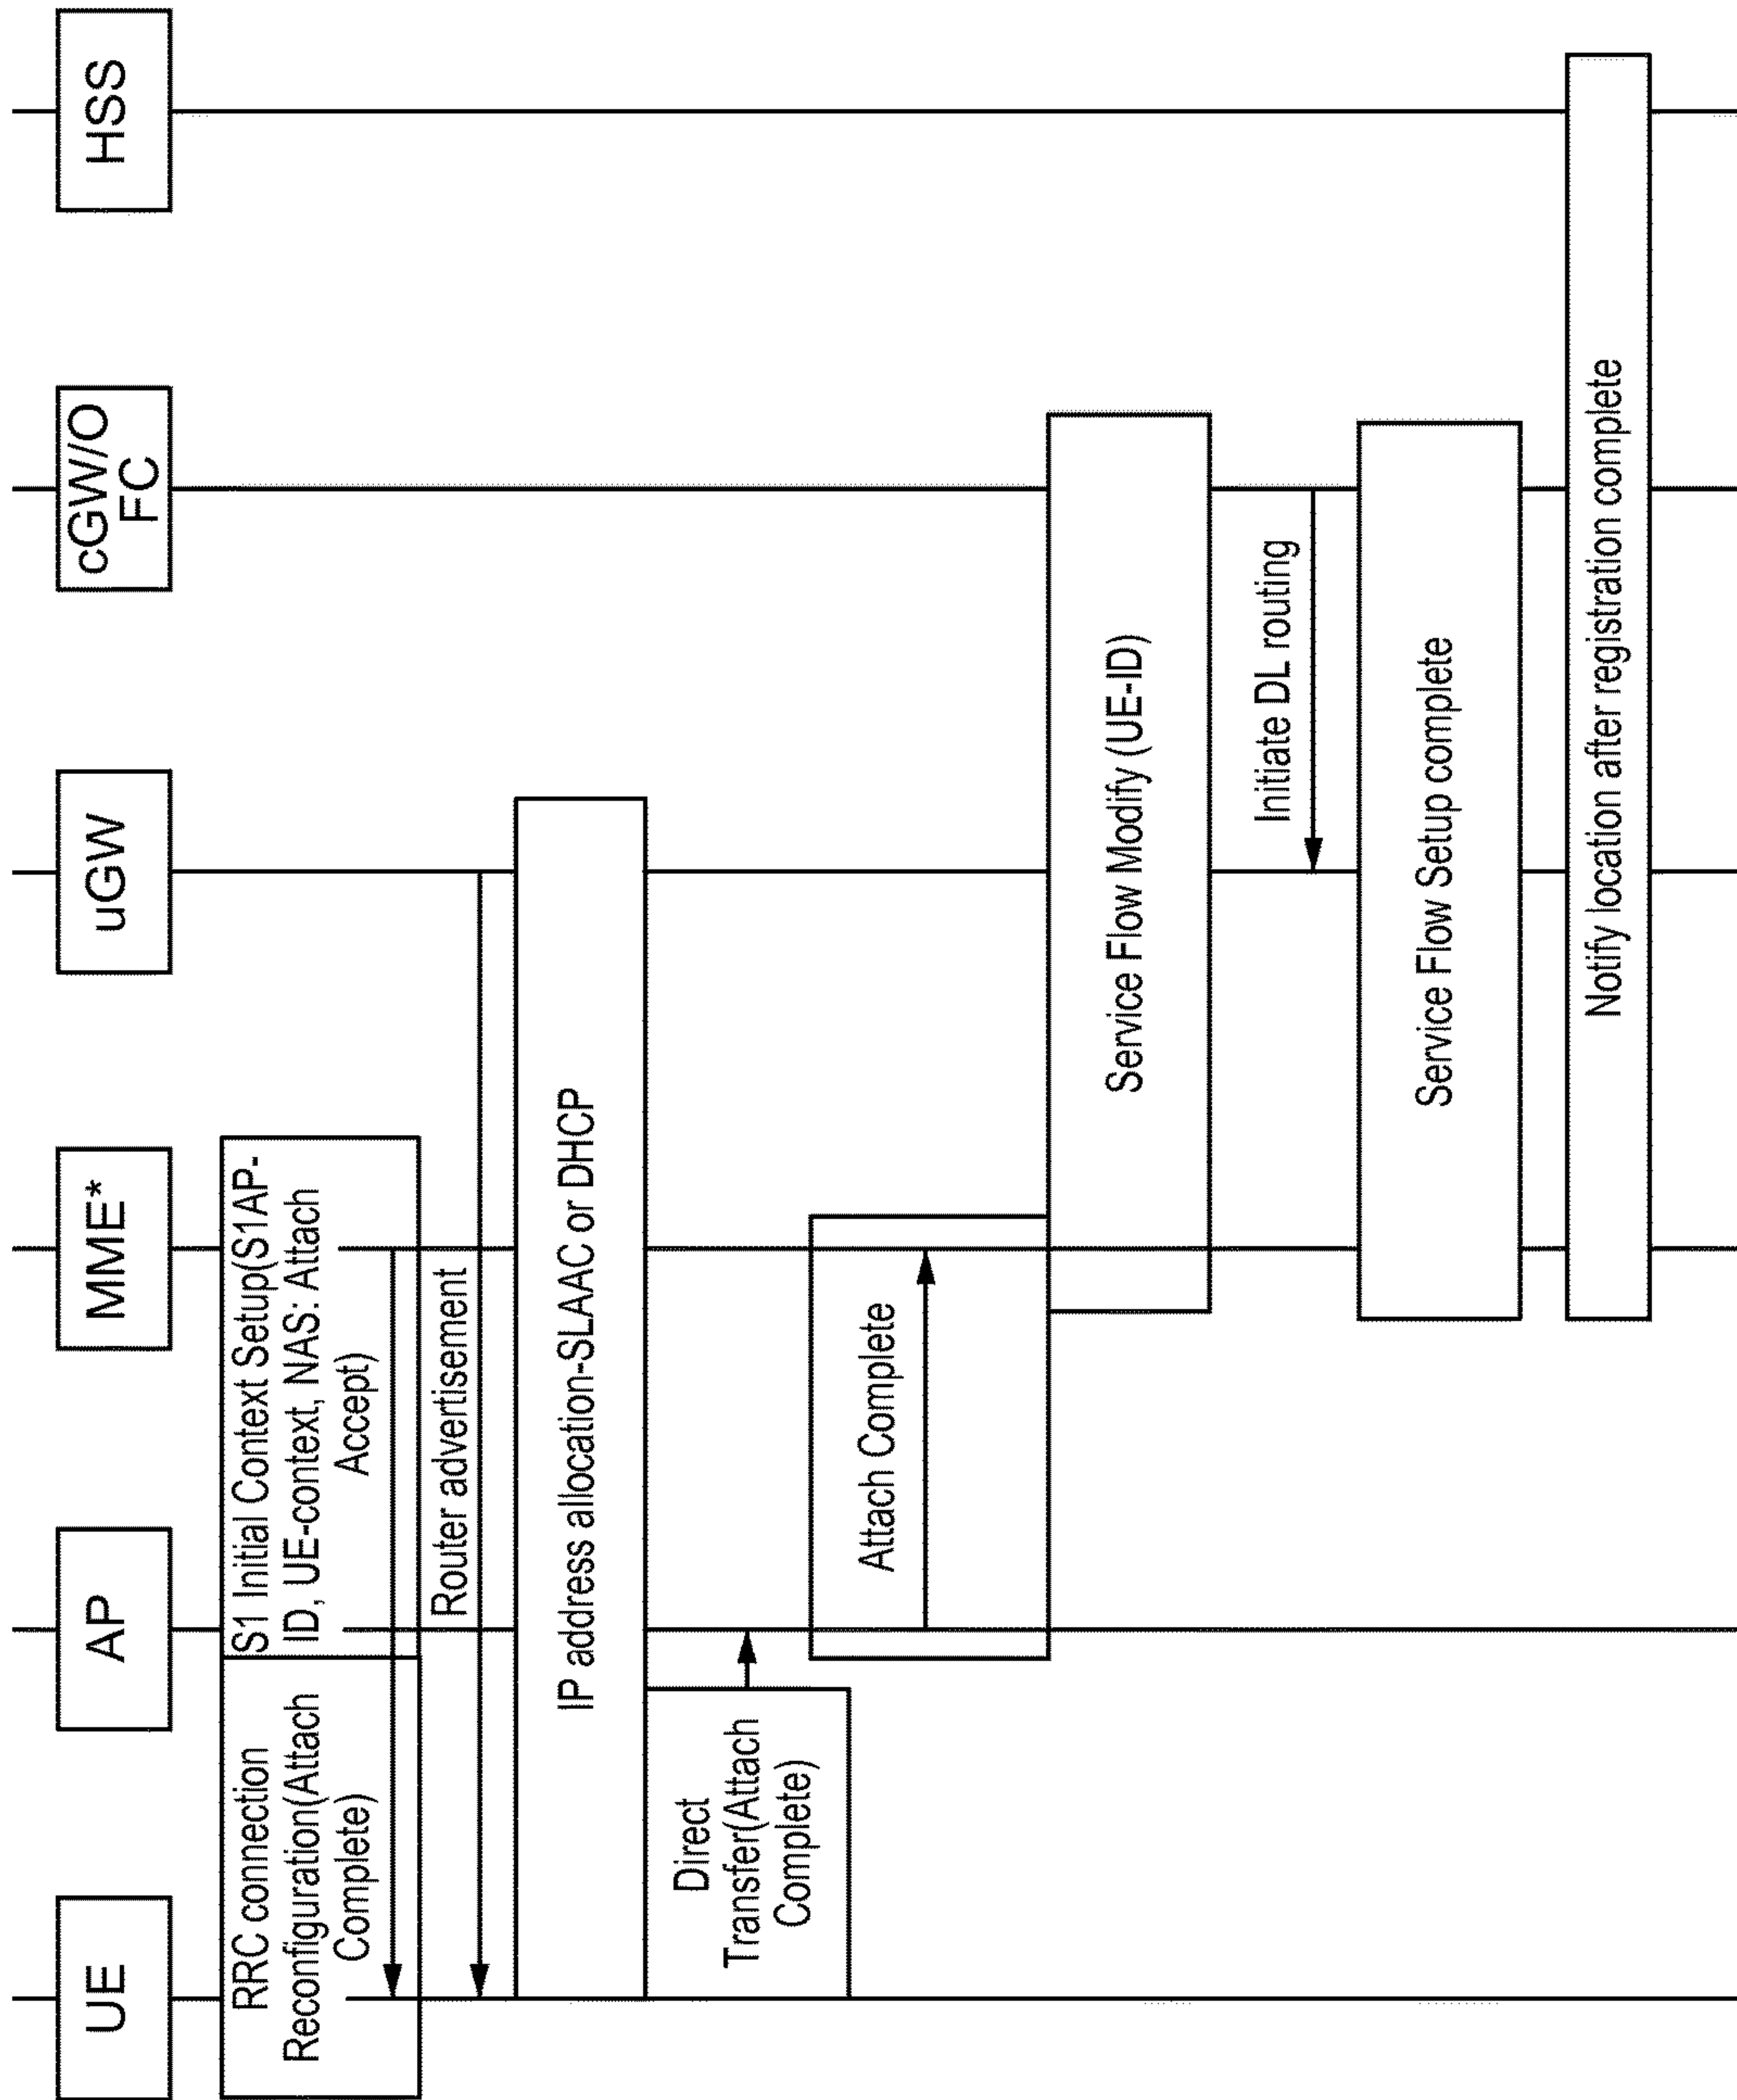 UE
AP
MME*
uGW
cGW/O
FC
HSS
RRC connection
Reconfiguration(Attach
Complete)
S1 Initial Context Setup(S1AP-
ID, UE-context, NAS: Attach
Accept)
Router advertisement
IP address allocation-SLAAC or DHCP
Direct
Transfer(Attach
Complete)
Attach Complete
Service Flow Modify (UE-ID)
Initiate DL routing
Service Flow Setup complete
Notify location after registration complete